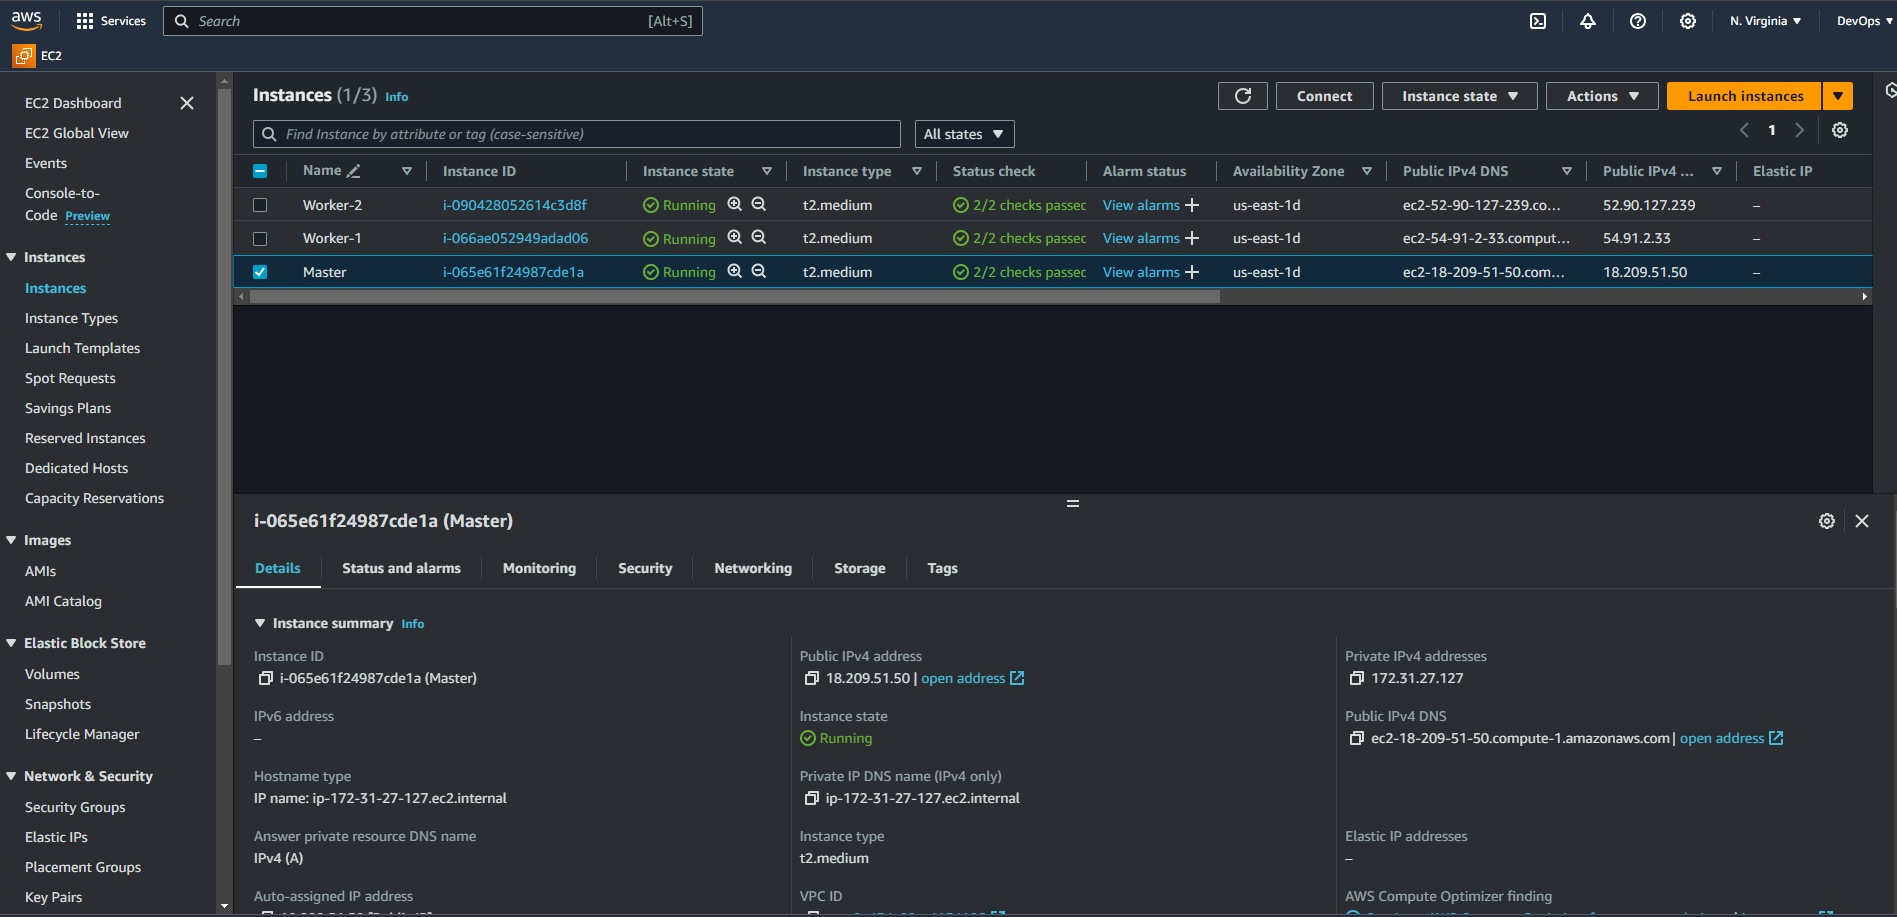 aws
Services
Search
[Alt+S]
N. Virginia
DevOps
EC2
EC2 Dashboard
EC2 Global View
Events
Console-to-
Code Preview
Instances
Instances
Instance Types
Launch Templates
Spot Requests
Savings Plans
Reserved Instances
Dedicated Hosts
Capacity Reservations
Images
AMIs
AMI Catalog
Elastic Block Store
Volumes
Snapshots
Lifecycle Manager
Network & Security
Security Groups
Elastic IPs
Placement Groups
Key Pairs
Instances (1/3) Info
Connect
Instance state
Actions
Launch instances
Find Instance by attribute or tag (case-sensitive)
All states
1
Name Instance ID Instance state Instance type Status check Alarm status Availability Zone Public IPv4 DNS Public IPv4 ... Elastic IP
Worker-2 i-090428052614c3d8f Running t2.medium 2/2 checks passec View alarms + us-east-1d ec2-52-90-127-239.co... 52.90.127.239 –
Worker-1 i-066ae052949adad06 Running t2.medium 2/2 checks passec View alarms + us-east-1d ec2-54-91-2-33.comput... 54.91.2.33 –
Master i-065e61f24987cde1a Running t2.medium 2/2 checks passec View alarms + us-east-1d ec2-18-209-51-50.com... 18.209.51.50 –
i-065e61f24987cde1a (Master)
Details Status and alarms Monitoring Security Networking Storage Tags
Instance summary Info
Instance ID
i-065e61f24987cde1a (Master)
Public IPv4 address
18.209.51.50 | open address
Private IPv4 addresses
172.31.27.127
IPv6 address
–
Instance state
Running
Public IPv4 DNS
ec2-18-209-51-50.compute-1.amazonaws.com | open address
Hostname type
IP name: ip-172-31-27-127.ec2.internal
Private IP DNS name (IPv4 only)
ip-172-31-27-127.ec2.internal
Answer private resource DNS name
IPv4 (A)
Instance type
t2.medium
Elastic IP addresses
–
Auto-assigned IP address
VPC ID
AWS Compute Optimizer finding